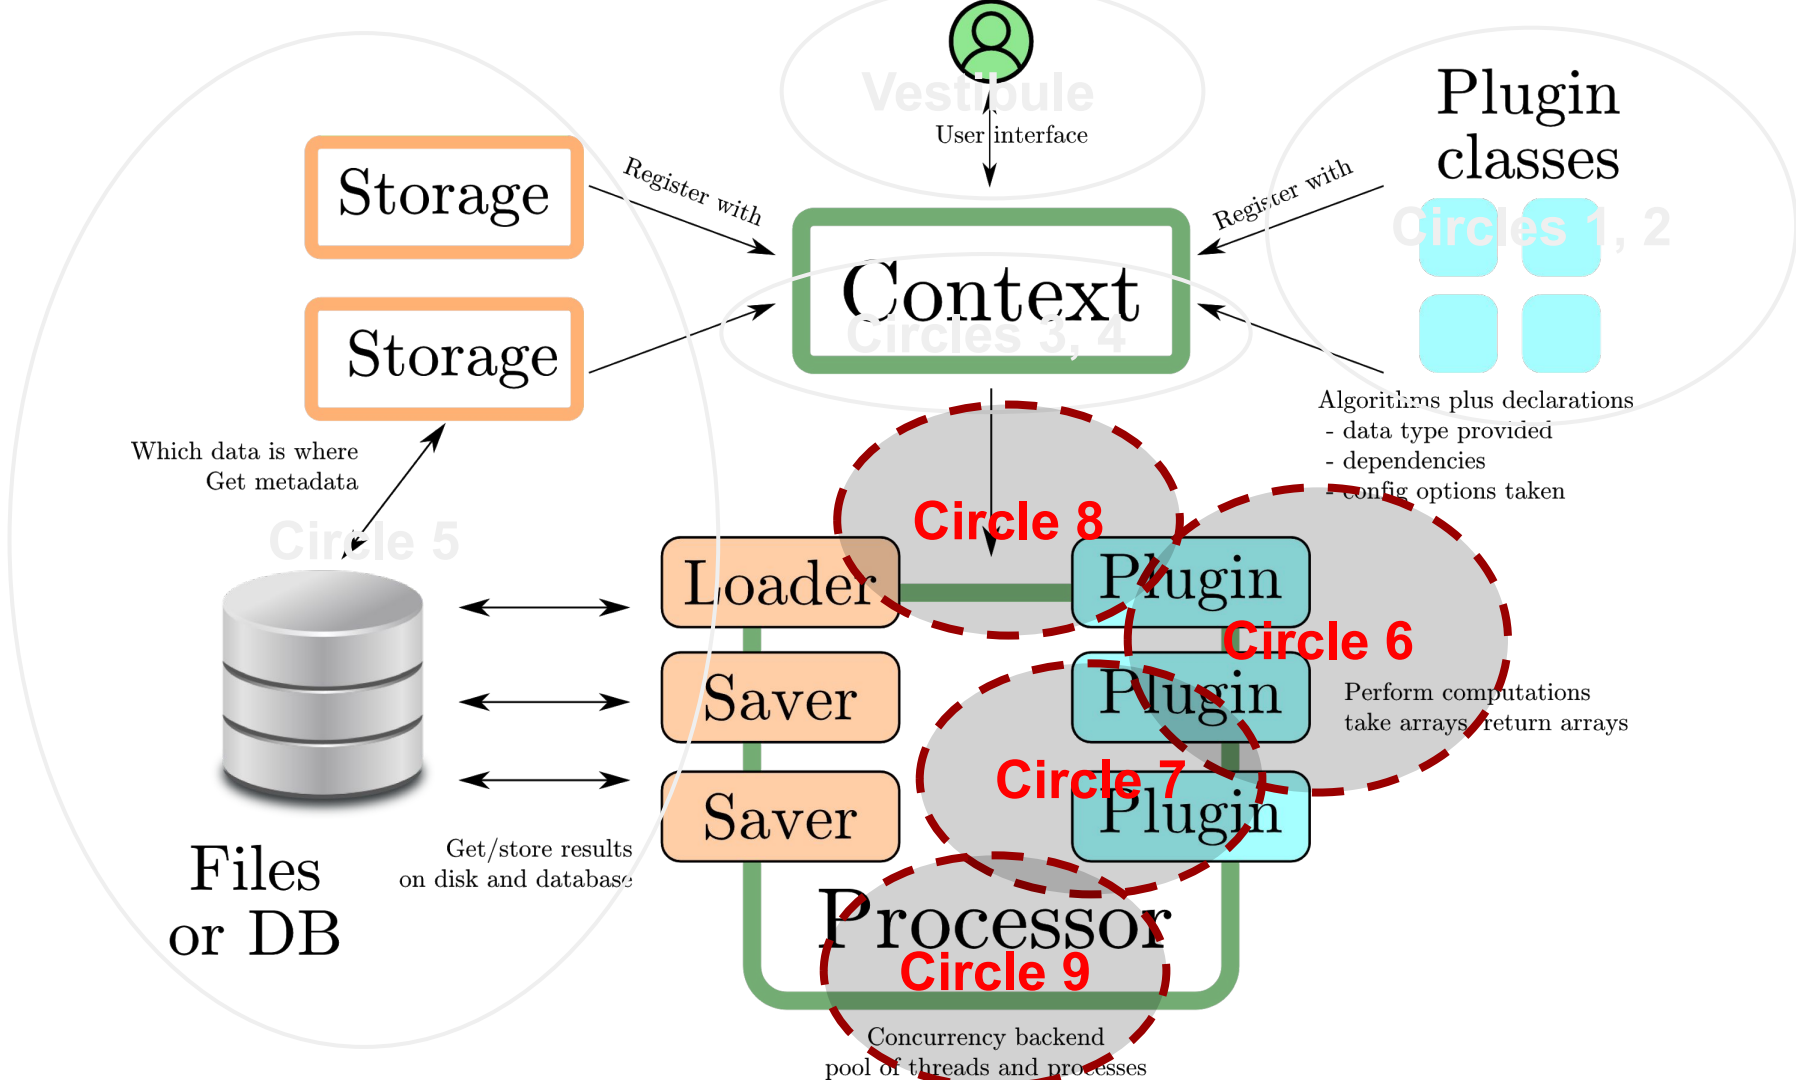 Vestibule
User interface
Plugin
classes
Circles 1, 2
Storage
Register with
Register with
Context
Circles 3, 4
Storage
Algorithms plus declarations
- data type provided
- dependencies
- config options taken
Which data is where
Get metadata
Circle 5
Circle 8
Loader
Plugin
Circle 6
Saver
Plugin
Perform computations
take arrays, return arrays
Circle 7
Saver
Plugin
Get/store results
on disk and database
Files
or DB
Processor
Circle 9
Concurrency backend
pool of threads and processes